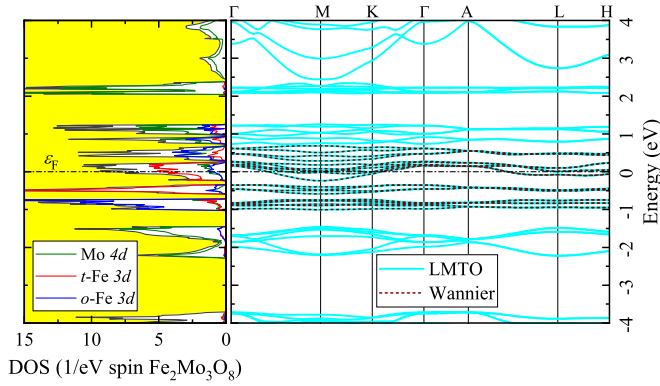 Γ M K Γ A L H
4
3
2
1
0
-1
-2
-3
-4
Energy (eV)
εF
Mo 4d
t-Fe 3d
o-Fe 3d
LMTO
Wannier
15 10 5 0
DOS (1/eV spin Fe2Mo3O8)